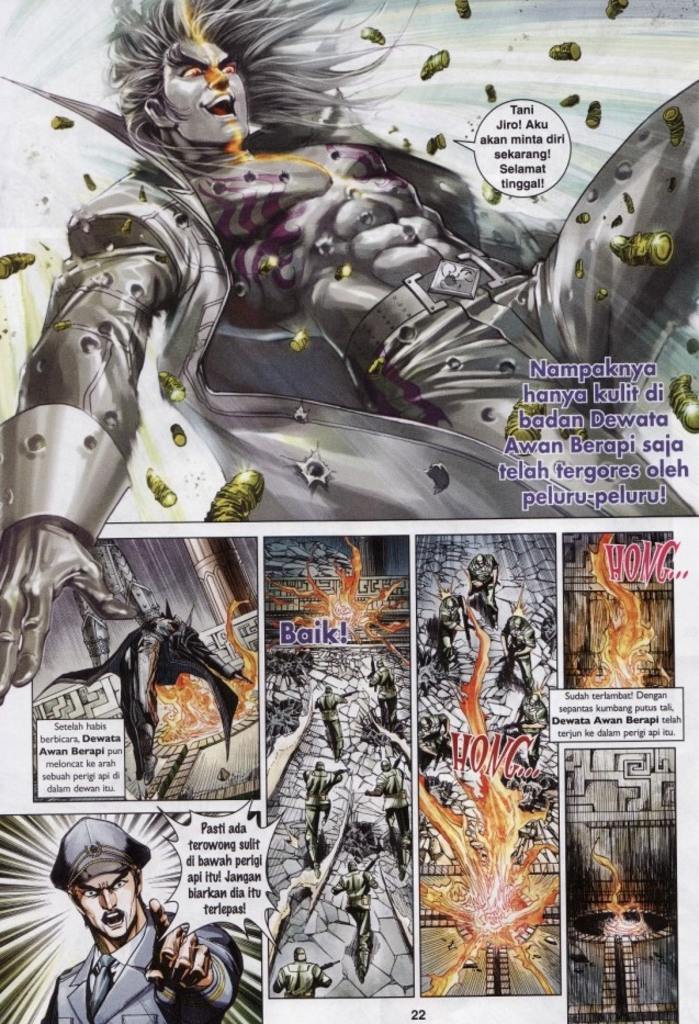 Tani
Jiro! Aku
akan minta diri
sekarang!
Selamat
tinggal!
Nampaknya
hanya kulit di
badan Dewata
Awan Berapi saja
telah tergores oleh
peluru-peluru!
Setelah habis
berbicara, Dewata
Awan Berapi pun
meloncat ke arah
sebuah perigi api di
dalam dewan itu.
Baik!
HONG...
HONG...
Sudah terlambat! Dengan
sepantas kumbang putus tali,
Dewata Awan Berapi
terjun ke dalam perigi api itu.
Pasti ada
terowong sulit
di bawah perigi
api itu! Jangan
biarkan dia itu
terlepas!
22